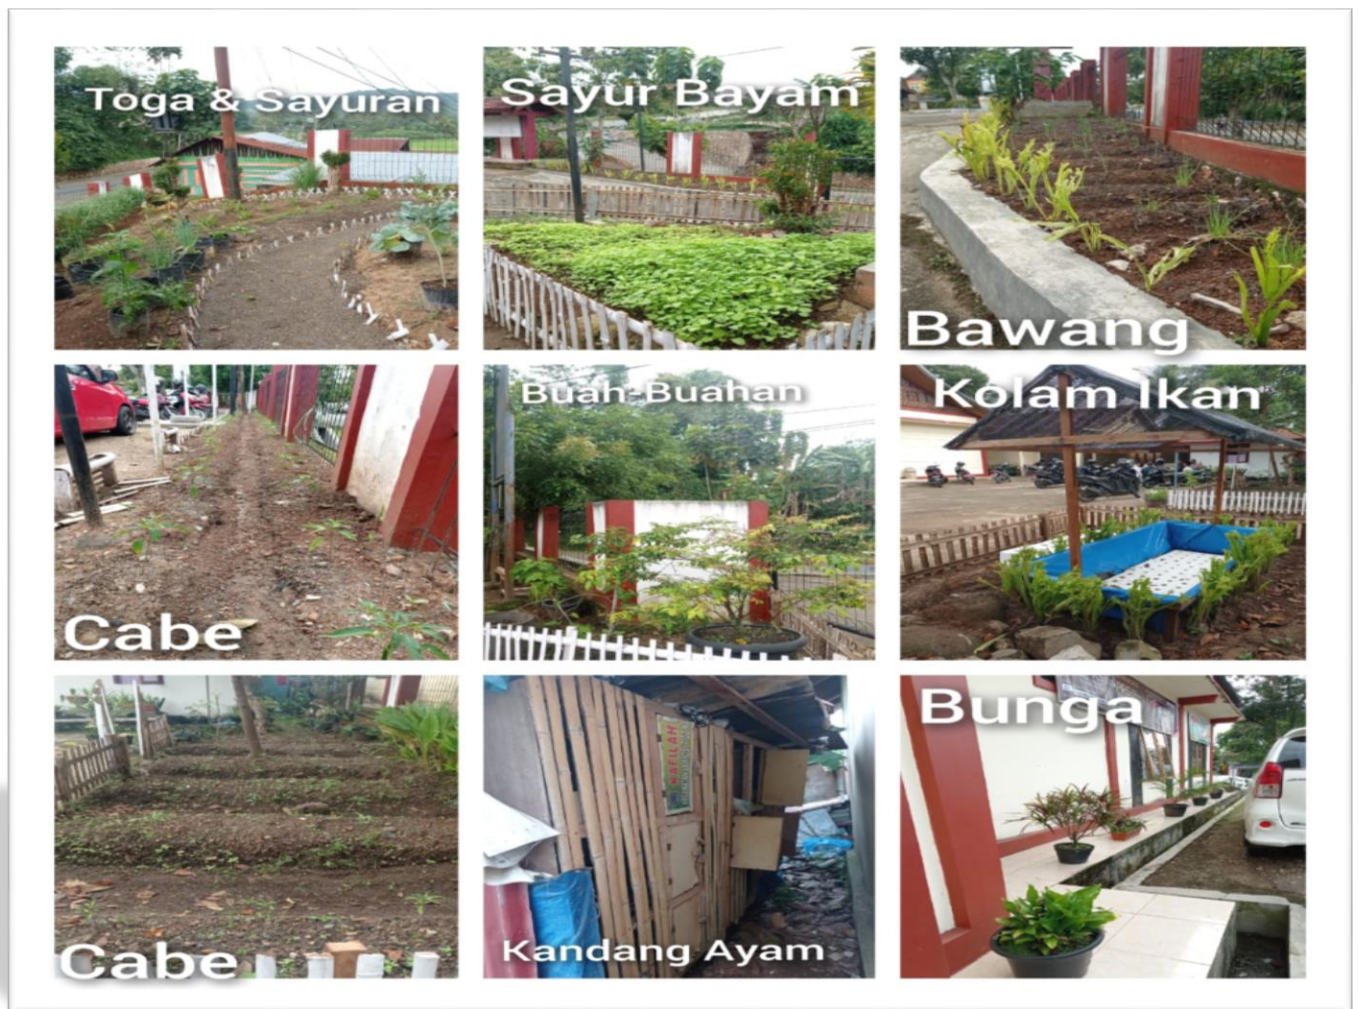 Toga & Sayuran
Sayur Bayam
Bawang
Cabe
Buah-Buahan
Kolam Ikan
Cabe
Kandang Ayam
Bunga